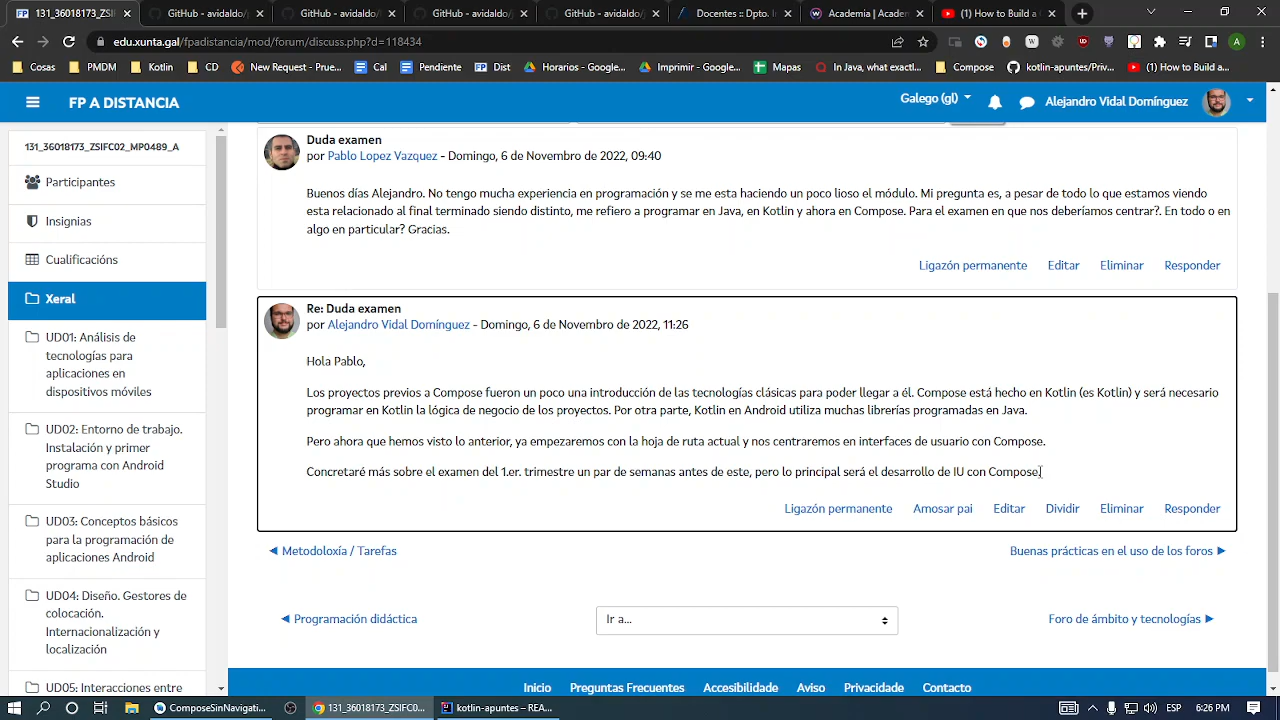 131_36018173_ZSIFC
GitHub - avidaldo/
GitHub - avidaldo/
GitHub - avidaldo/
GitHub - avidaldo/
Docentes :: Dpto. I
Academia | Academ
(1) How to Build a
edu.xunta.gal/fpadistancia/mod/forum/discuss.php?d=118434
Cosas
PMDM
Kotlin
CD
New Request - Prue...
Cal
Pendiente
Dist
Horarios - Google...
Imprimir - Google...
Mapas
In Java, what exactl...
Compose
kotlin-apuntes/Priv...
(1) How to Build a...
FP A DISTANCIA
Galego (gl)
Alejandro Vidal Domínguez
131_36018173_ZSIFC02_MP0489_A
Participantes
Insignias
Cualificacións
Xeral
UD01: Análisis de
tecnologías para
aplicaciones en
dispositivos móviles
UD02: Entorno de trabajo.
Instalación y primer
programa con Android
Studio
UD03: Conceptos básicos
para la programación de
aplicaciones Android
UD04: Diseño. Gestores de
colocación.
Internacionalización y
localización
UD05: Interacciones entre
Duda examen
por Pablo Lopez Vazquez - Domingo, 6 de Novembro de 2022, 09:40
Buenos días Alejandro. No tengo mucha experiencia en programación y se me esta haciendo un poco lioso el módulo. Mi pregunta es, a pesar de todo lo que estamos viendo
esta relacionado al final terminado siendo distinto, me refiero a programar en Java, en Kotlin y ahora en Compose. Para el examen en que nos deberíamos centrar?. En todo o en
algo en particular? Gracias.
Ligazón permanente Editar Eliminar Responder
Re: Duda examen
por Alejandro Vidal Domínguez - Domingo, 6 de Novembro de 2022, 11:26
Hola Pablo,
Los proyectos previos a Compose fueron un poco una introducción de las tecnologías clásicas para poder llegar a él. Compose está hecho en Kotlin (es Kotlin) y será necesario
programar en Kotlin la lógica de negocio de los proyectos. Por otra parte, Kotlin en Android utiliza muchas librerías programadas en Java.
Pero ahora que hemos visto lo anterior, ya empezaremos con la hoja de ruta actual y nos centraremos en interfaces de usuario con Compose.
Concretaré más sobre el examen del 1.er. trimestre un par de semanas antes de este, pero lo principal será el desarrollo de IU con Compose.
Ligazón permanente Amosar pai Editar Dividir Eliminar Responder
◀ Metodoloxía / Tarefas
Buenas prácticas en el uso de los foros ▶
◀ Programación didáctica
Ir a...
Foro de ámbito y tecnologías ▶
Inicio Preguntas Frecuentes Accesibilidade Aviso Privacidade Contacto
ComposeSinNavigat...
131_36018173_ZSIFC0...
kotlin-apuntes – REA...
ESP
6:26 PM